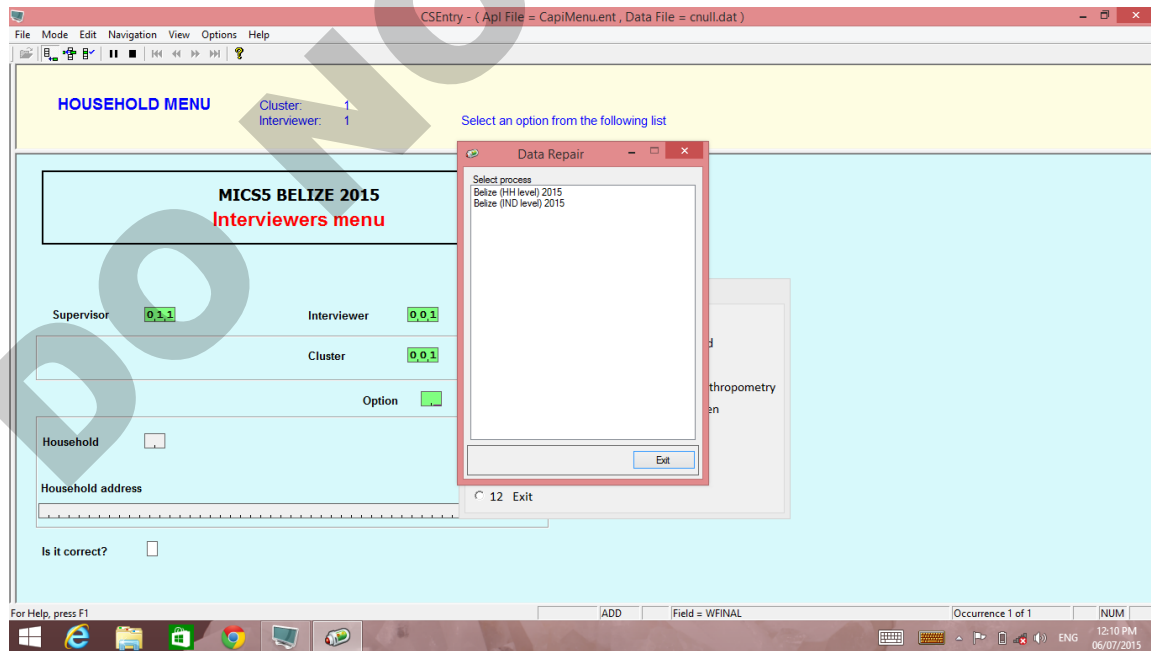 CSEntry - ( Apl File = CapiMenu.ent , Data File = cnull.dat )
File Mode Edit Navigation View Options Help
HOUSEHOLD MENU
Cluster: 1
Interviewer: 1
Select an option from the following list
Data Repair
Select process
Belize (HH level) 2015
Belize (IND level) 2015
Exit
MICS5 BELIZE 2015
Interviewers menu
Supervisor 0 1 1 Interviewer 0 0 1
Cluster 0 0 1
d
thropometry
en
Option
Household
12 Exit
Household address
Is it correct?
For Help, press F1 ADD Field = WFINAL Occurrence 1 of 1 NUM
ENG 12:10 PM
06/07/2015
DO NO